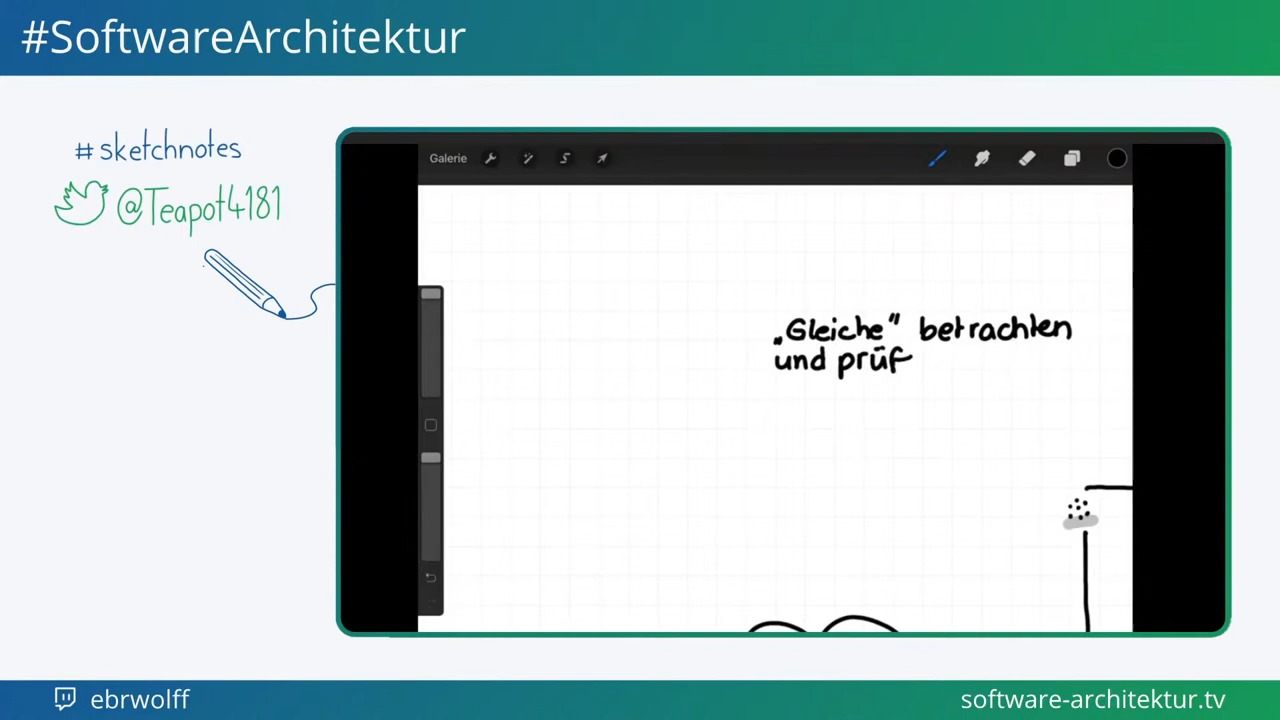 #SoftwareArchitektur
#sketchnotes
@Teapot4181
Galerie
„Gleiche“ betrachten
und prüf
ebrwolff
software-architektur.tv